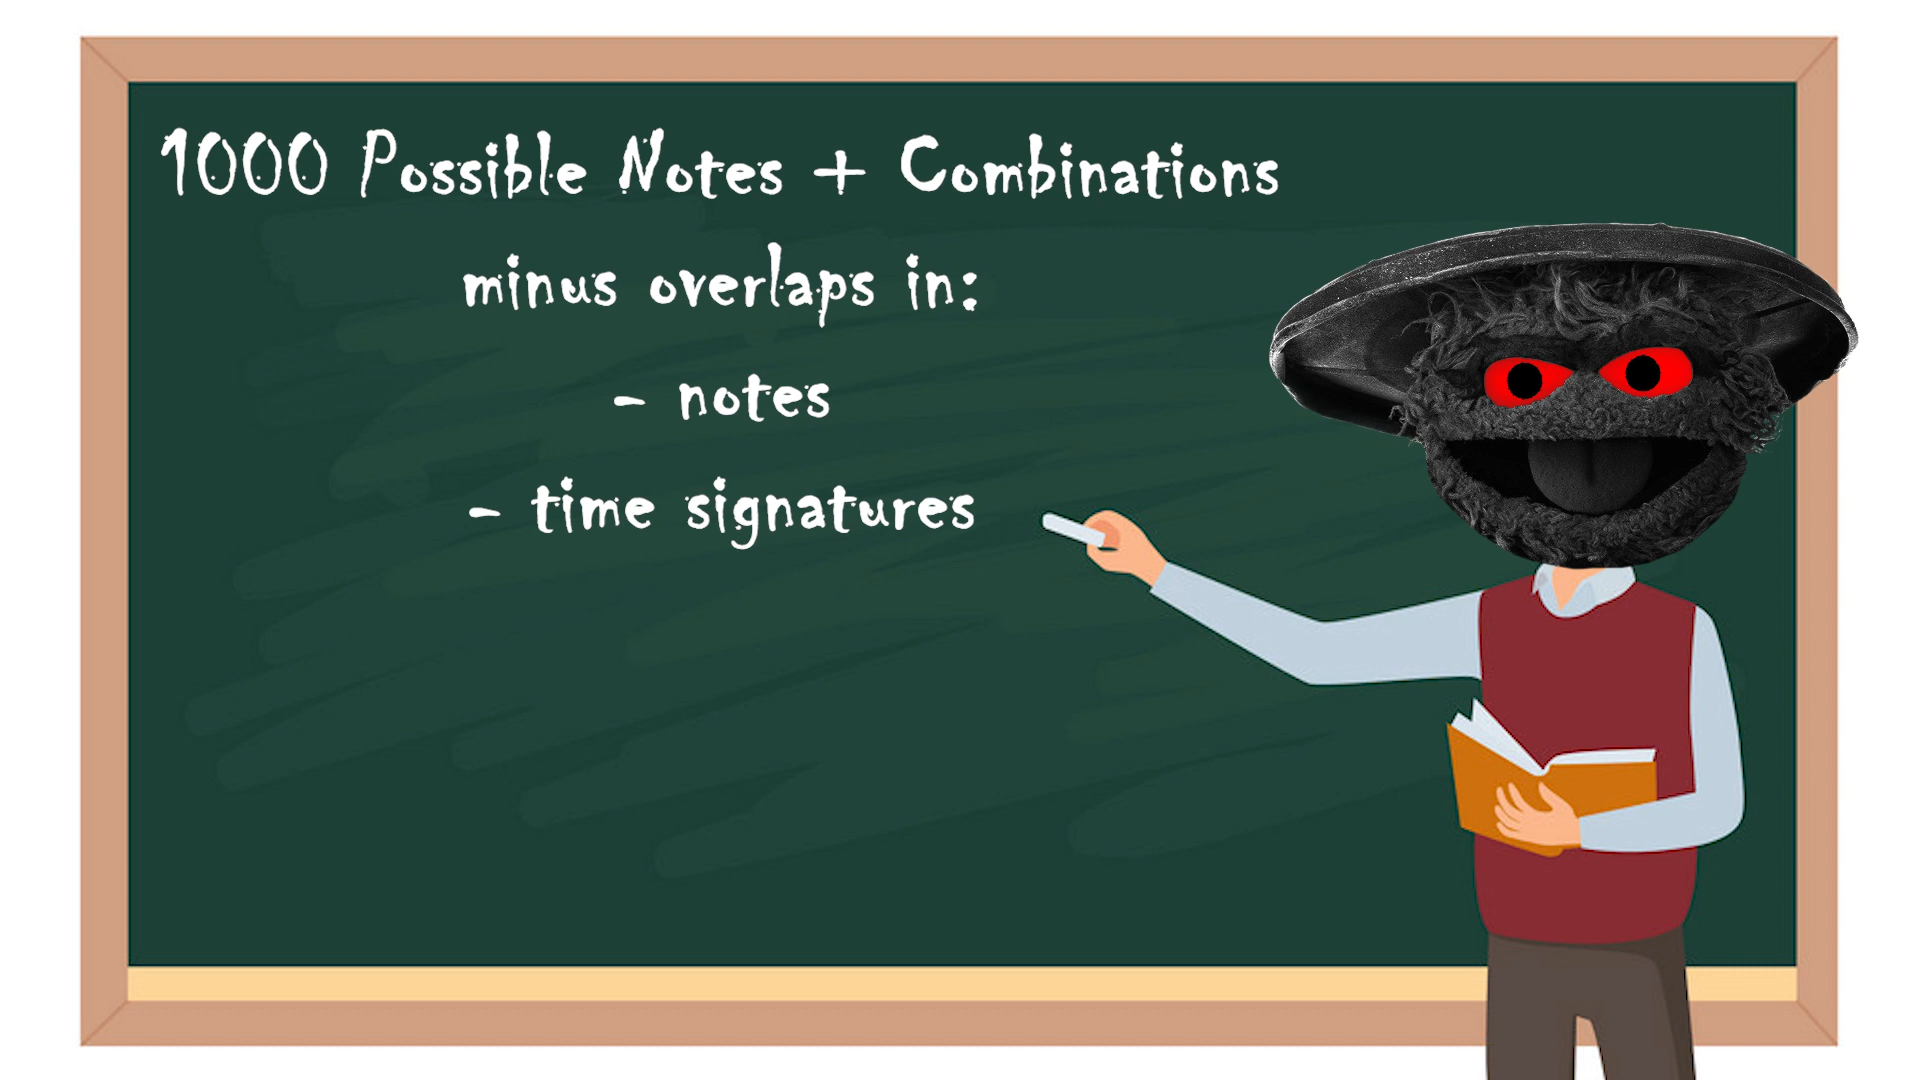 1000 Possible Notes + Combinations
minus overlaps in:
- notes
- time signatures